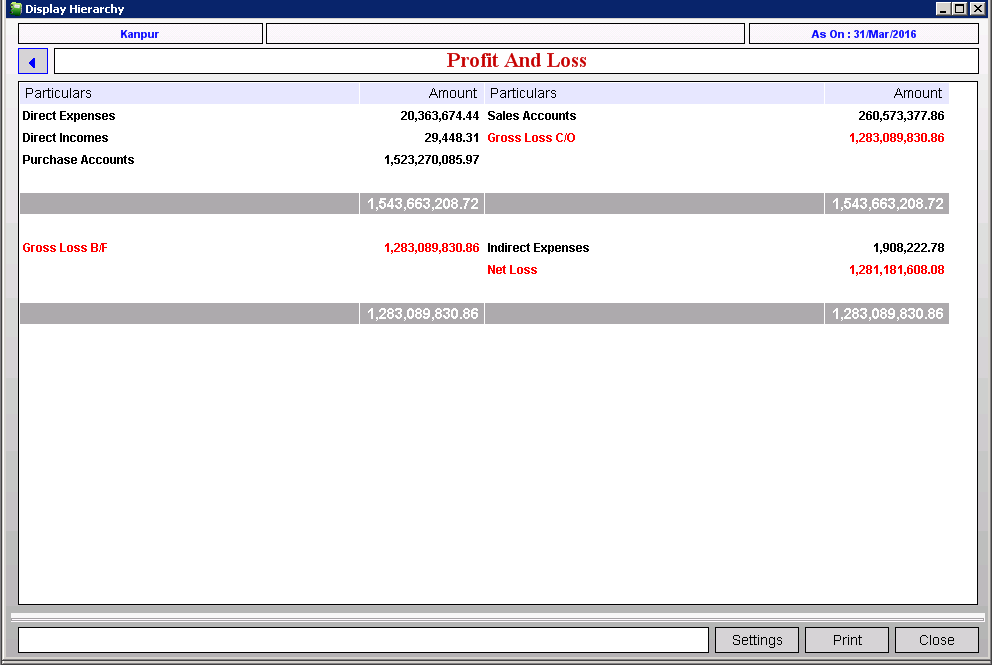 Display Hierarchy
Kanpur As On : 31/Mar/2016
Profit And Loss
Particulars Amount Particulars Amount
Direct Expenses 20,363,674.44 Sales Accounts 260,573,377.86
Direct Incomes 29,448.31 Gross Loss C/O 1,283,089,830.86
Purchase Accounts 1,523,270,085.97
1,543,663,208.72 1,543,663,208.72
Gross Loss B/F 1,283,089,830.86 Indirect Expenses 1,908,222.78
Net Loss 1,281,181,608.08
1,283,089,830.86 1,283,089,830.86
Settings Print Close